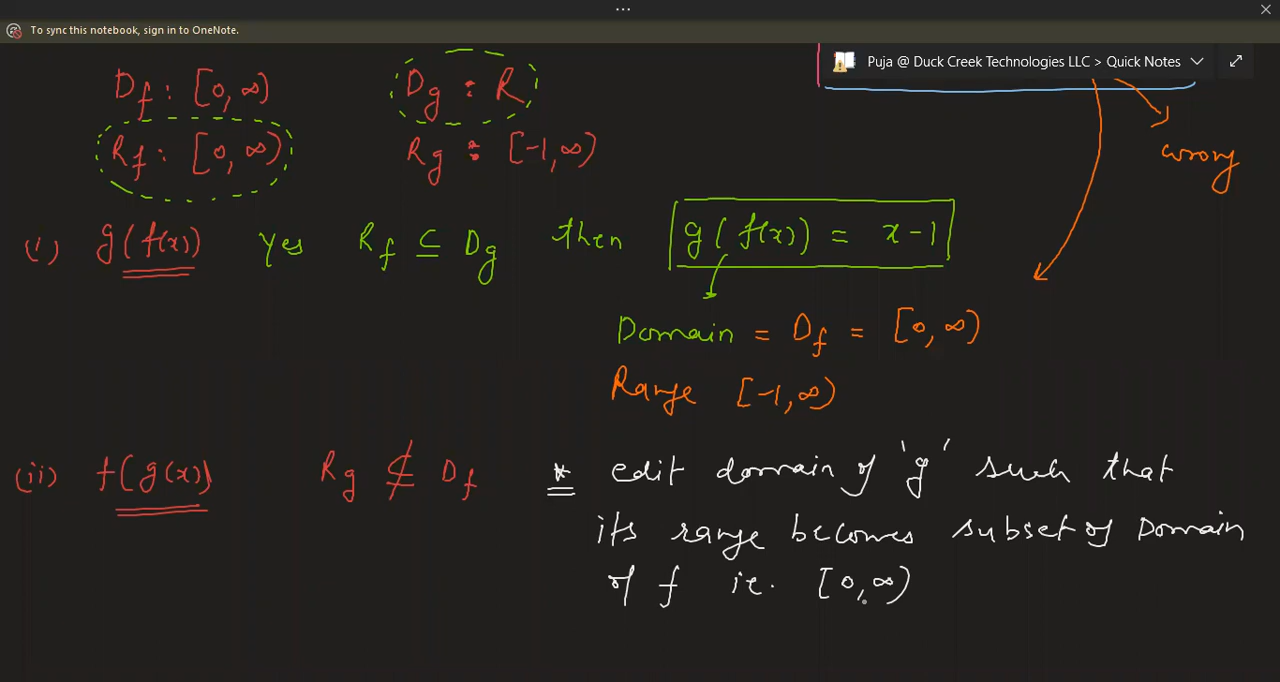 To sync this notebook, sign in to OneNote.
Puja @ Duck Creek Technologies LLC > Quick Notes
Df : [0, ∞) Dg : R
Rf : [0, ∞) Rg : [-1, ∞)
wrong
(i) g(f(x)) Yes Rf ⊆ Dg then g(f(x)) = x-1
Domain = Df = [0, ∞)
Range [-1, ∞)
(ii) f(g(x)) Rg ⊄ Df * edit domain of 'g' such that
its range becomes subset of Domain
of f ie. [0, ∞)